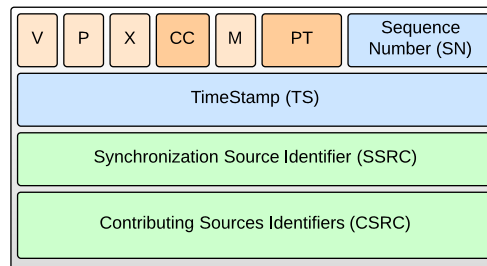 V P X CC M PT Sequence
Number (SN)
TimeStamp (TS)
Synchronization Source Identifier (SSRC)
Contributing Sources Identifiers (CSRC)